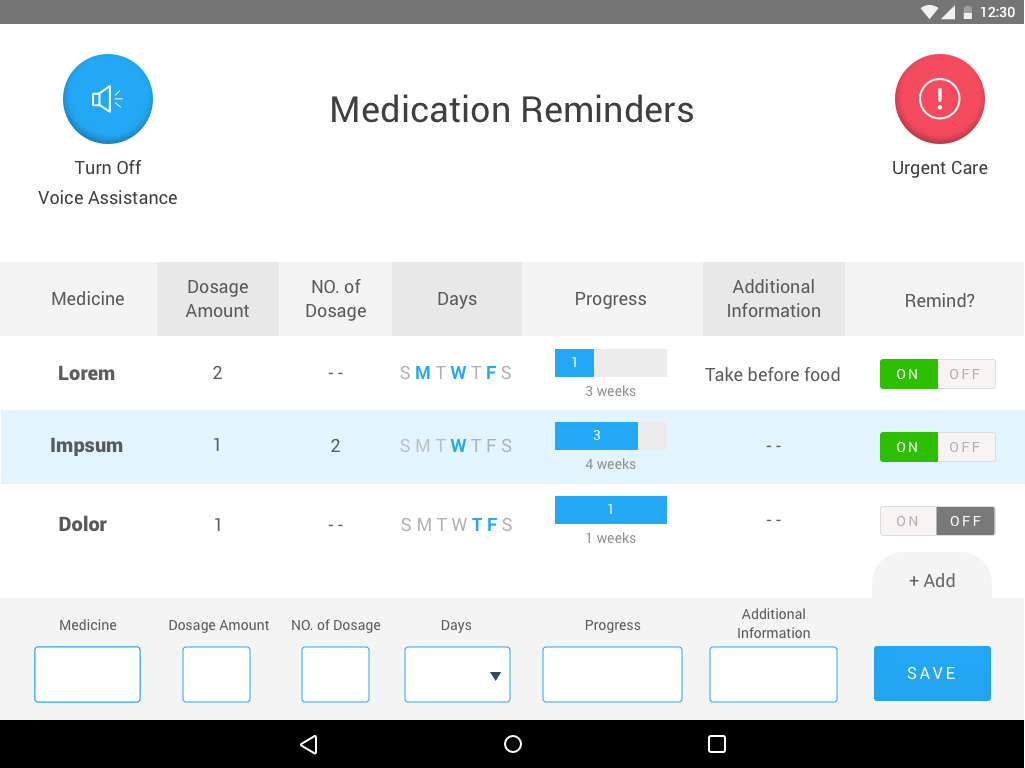 12:30
Medication Reminders
Turn Off
Voice Assistance
Urgent Care
Medicine
Dosage
Amount
NO. of
Dosage
Days
Progress
Additional
Information
Remind?
Lorem
2
- -
S M T W T F S
1
3 weeks
Take before food
ON OFF
Impsum
1
2
S M T W T F S
3
4 weeks
- -
ON OFF
Dolor
1
- -
S M T W T F S
1
1 weeks
- -
ON OFF
+ Add
Medicine
Dosage Amount
NO. of Dosage
Days
Progress
Additional
Information
SAVE